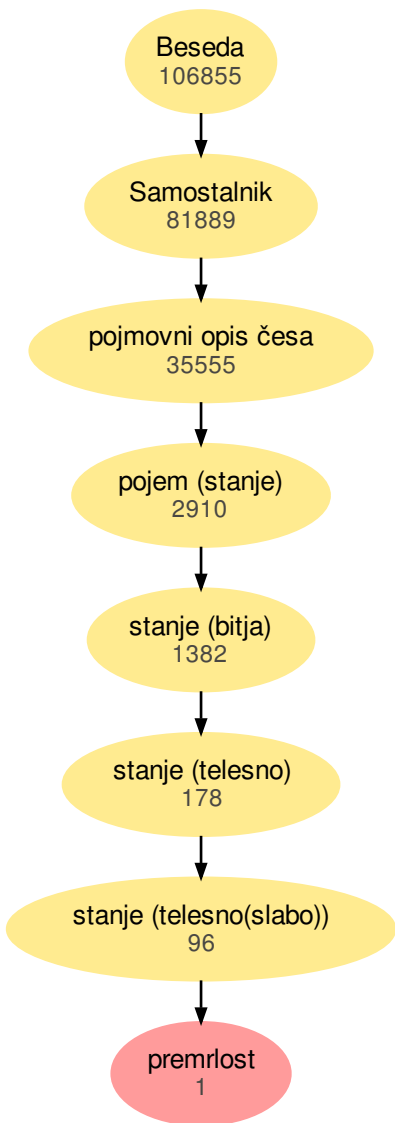 Beseda
106855
Samostalnik
81889
pojmovni opis česa
35555
pojem (stanje)
2910
stanje (bitja)
1382
stanje (telesno)
178
stanje (telesno(slabo))
96
premrlost
1